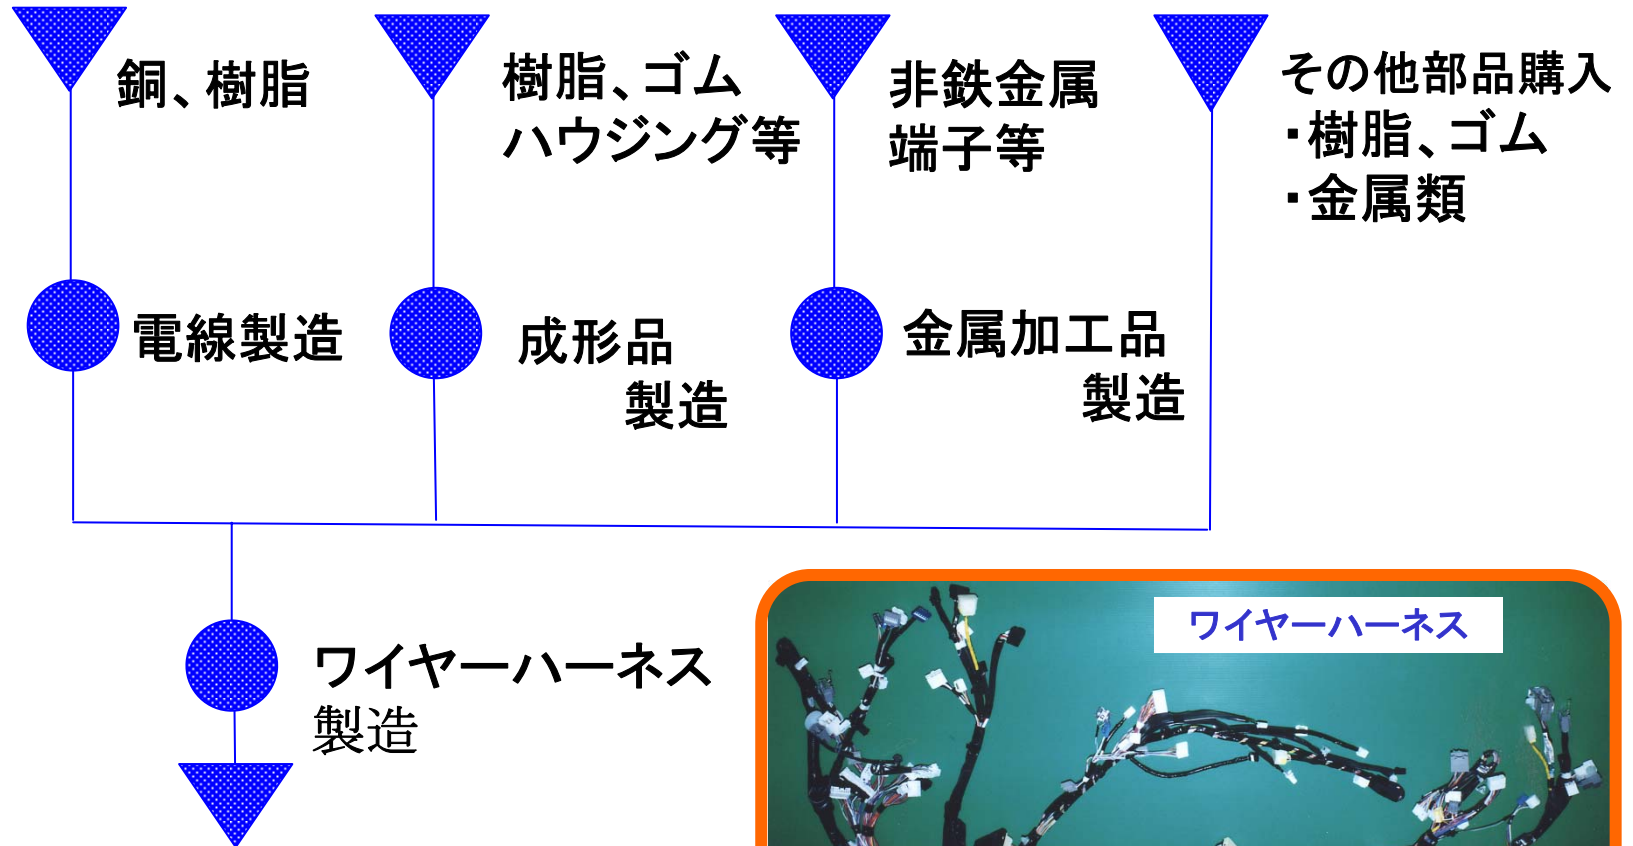 銅、樹脂
樹脂、ゴム
ハウジング等
非鉄金属
端子等
その他部品購入
・樹脂、ゴム
・金属類
電線製造
成形品
製造
金属加工品
製造
ワイヤーハーネス
製造
ワイヤーハーネス